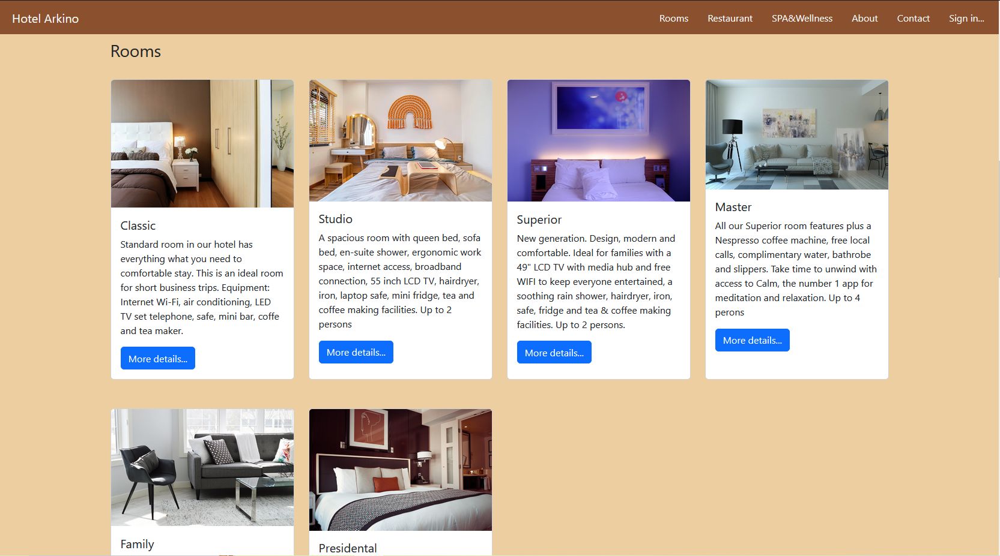 Hotel Arkino
Rooms Restaurant SPA&Wellness About Contact Sign in...
Rooms
Classic
Standard room in our hotel has
everything what you need to
comfortable stay. This is an ideal room
for short business trips. Equipment:
Internet Wi-Fi, air conditioning, LED
TV set telephone, safe, mini bar, coffe
and tea maker.
More details...
Studio
A spacious room with queen bed, sofa
bed, en-suite shower, ergonomic work
space, internet access, broadband
connection, 55 inch LCD TV, hairdryer,
iron, laptop safe, mini fridge, tea and
coffee making facilities. Up to 2
persons
More details...
Superior
New generation. Design, modern and
comfortable. Ideal for families with a
49" LCD TV with media hub and free
WIFI to keep everyone entertained, a
soothing rain shower, hairdryer, iron,
safe, fridge and tea & coffee making
facilities. Up to 2 persons.
More details...
Master
All our Superior room features plus a
Nespresso coffee machine, free local
calls, complimentary water, bathrobe
and slippers. Take time to unwind with
access to Calm, the number 1 app for
meditation and relaxation. Up to 4
perons
More details...
Family
Presidental